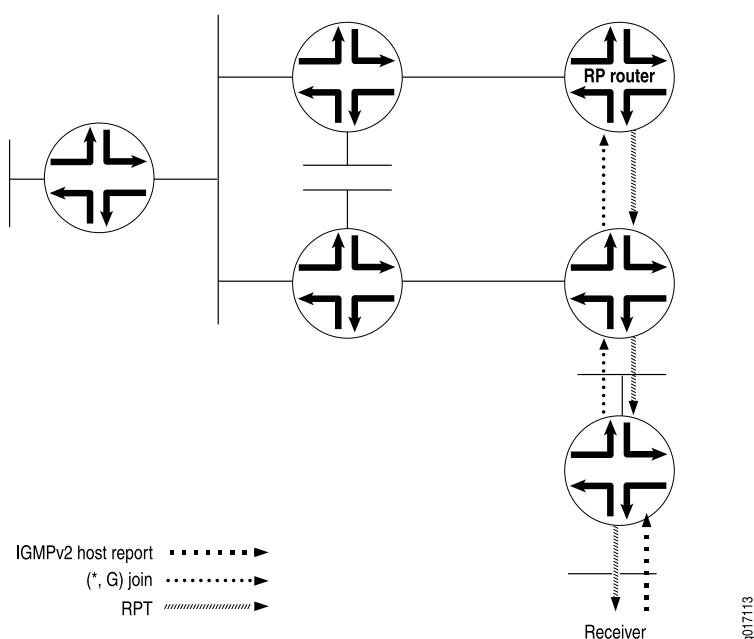 RP router
IGMPv2 host report
(*, G) join
RPT
Receiver
g017113